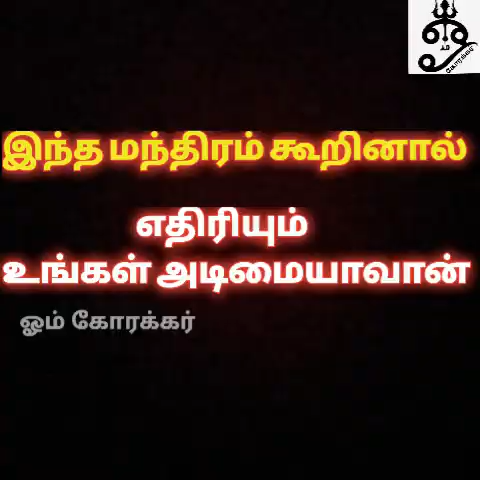 இந்த மந்திரம் கூறினால்
எதிரியும்
உங்கள் அடிமையாவான்
ஓம் கோரக்கர்